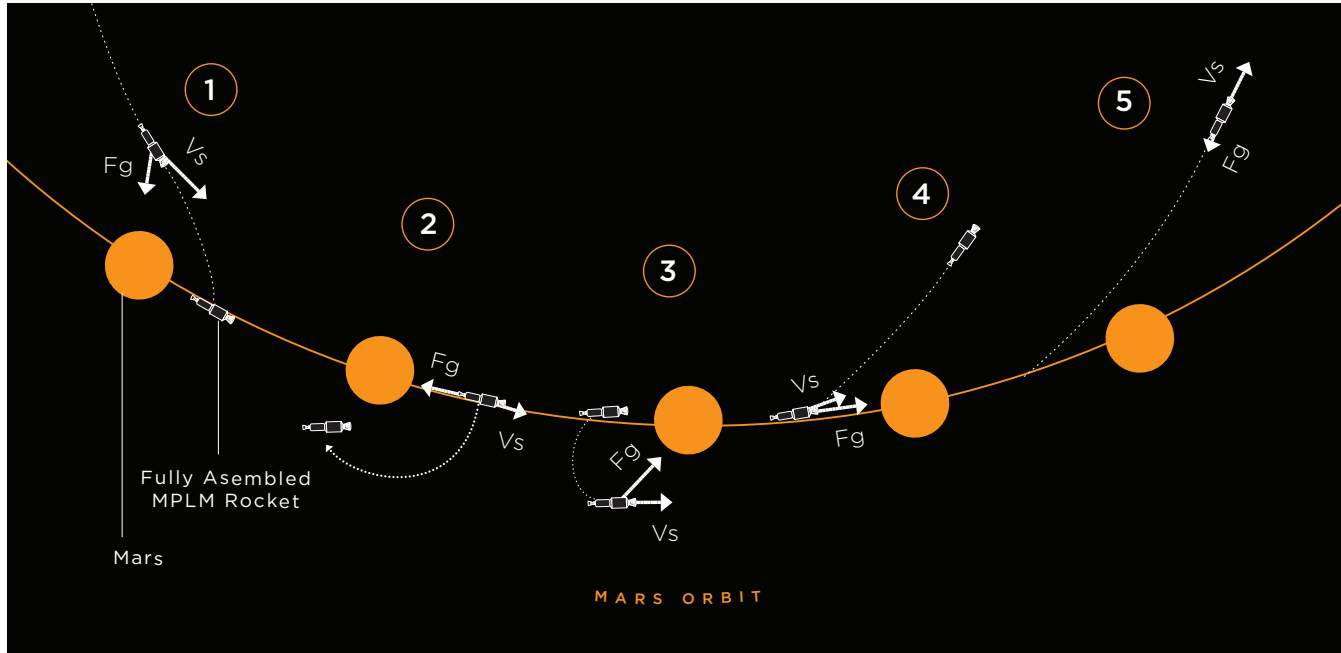 1
Fg
Vs
2
Fg
Vs
3
Fg
Vs
4
Vs
Fg
5
Vs
Fg
Fully Asembled
MPLM Rocket
Mars
MARS ORBIT